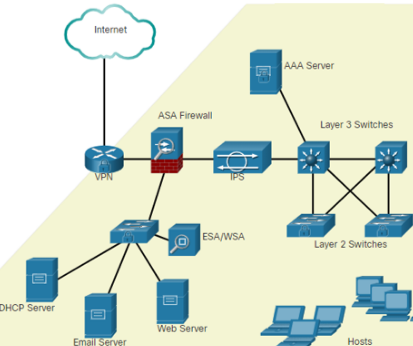 Internet
AAA Server
ASA Firewall
Layer 3 Switches
VPN
IPS
ESA/WSA
Layer 2 Switches
DHCP Server
Web Server
Email Server
Hosts